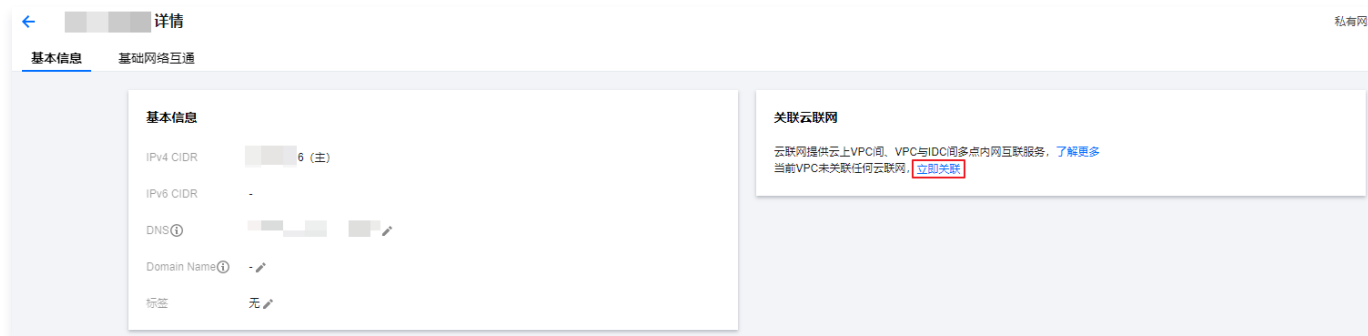 详情
私有网
基本信息 基础网络互通
基本信息
IPv4 CIDR 6（主）
IPv6 CIDR -
DNS
Domain Name -
标签 无
关联云联网
云联网提供云上VPC间、VPC与IDC间多点内网互联服务，了解更多
当前VPC未关联任何云联网，立即关联